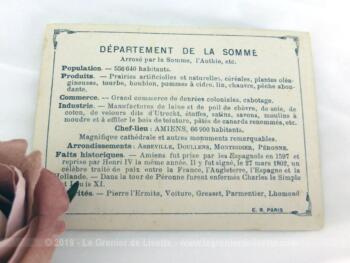 DÉPARTEMENT DE LA SOMME
Arrosé par la Somme, l'Authie, etc.
Population. — 556 640 habitants.
Produits. — Prairies artificielles et naturelles, céréales, plantes oléa-
gineuses, tourbe, houblon, pommes à cidre, lin, chauvre, pêche abon-
dante.
Commerce. — Grand commerce de denrées coloniales, cabotage.
Industrie. — Manufactures de laine et de poil de chèvre, de soie, de
coton, de velours dits d'Utrecht, étoffes, satins, savons, moulins à
poudre et à effiler le bois de teinture, pâtés de canards renommés, etc.
Chef-lieu : AMIENS, 66 900 habitants.
Magnifique cathédrale et autres monuments remarquables.
Arrondissements : ABBEVILLE, DOULLENS, MONTDIDIER, PÉRONNE.
Faits historiques. — Amiens fut prise par les Espagnols en 1597 et
reprise par Henri IV la même année. Il y fut signé, le 27 mars 1802, un
célèbre traité de paix entre la France, l'Angleterre, l'Espagne et la
Hollande. — Dans la tour de Péronne furent enfermés Charles le Simple
et Louis XI.
rités. — Pierre l'Ermite, Voiture, Gresset, Parmentier, Lhomond
E. R. PARIS
©2019 - Le Grenier de Lisette